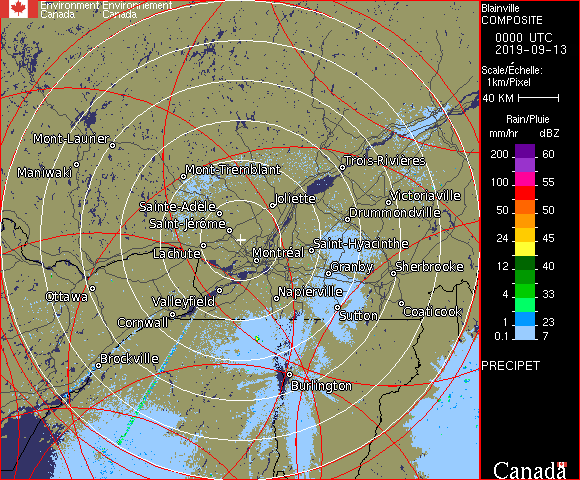 Environment Environnement
Canada Canada
Blainville
COMPOSITE
0000 UTC
2019-09-13
Scale/Échelle:
1km/Pixel
40 KM
Rain/Pluie
mm/hr dBZ
200 60
150 57
100 55
50 50
24 45
12 40
4 33
1 23
0.1 7
PRECIPET
Canada
Mont-Laurier
Maniwaki
Mont-Tremblant
Trois-Rivières
Joliette
Victoriaville
Sainte-Adèle
Drummondville
Saint-Jérôme
Saint-Hyacinthe
Lachute
Montréal
Granby
Sherbrooke
Ottawa
Valleyfield
Napierville
Coaticook
Cornwall
Sutton
Brockville
Burlington